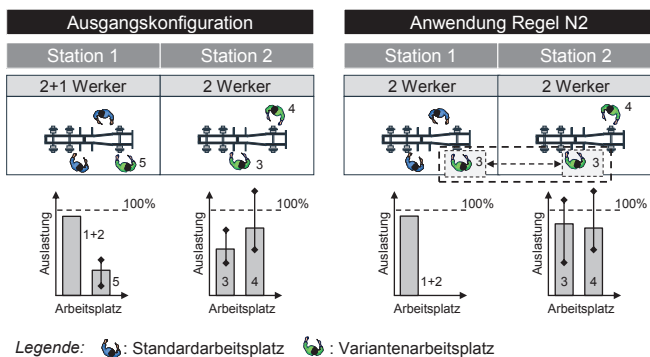 Ausgangskonfiguration
Anwendung Regel N2
Station 1
Station 2
Station 1
Station 2
2+1 Werker
2 Werker
2 Werker
2 Werker
4
5
3
4
3
3
Auslastung
100%
1+2
5
Auslastung
100%
3
4
Auslastung
100%
1+2
Auslastung
100%
3
4
Arbeitsplatz
Arbeitsplatz
Arbeitsplatz
Arbeitsplatz
Legende: : Standardarbeitsplatz : Variantenarbeitsplatz